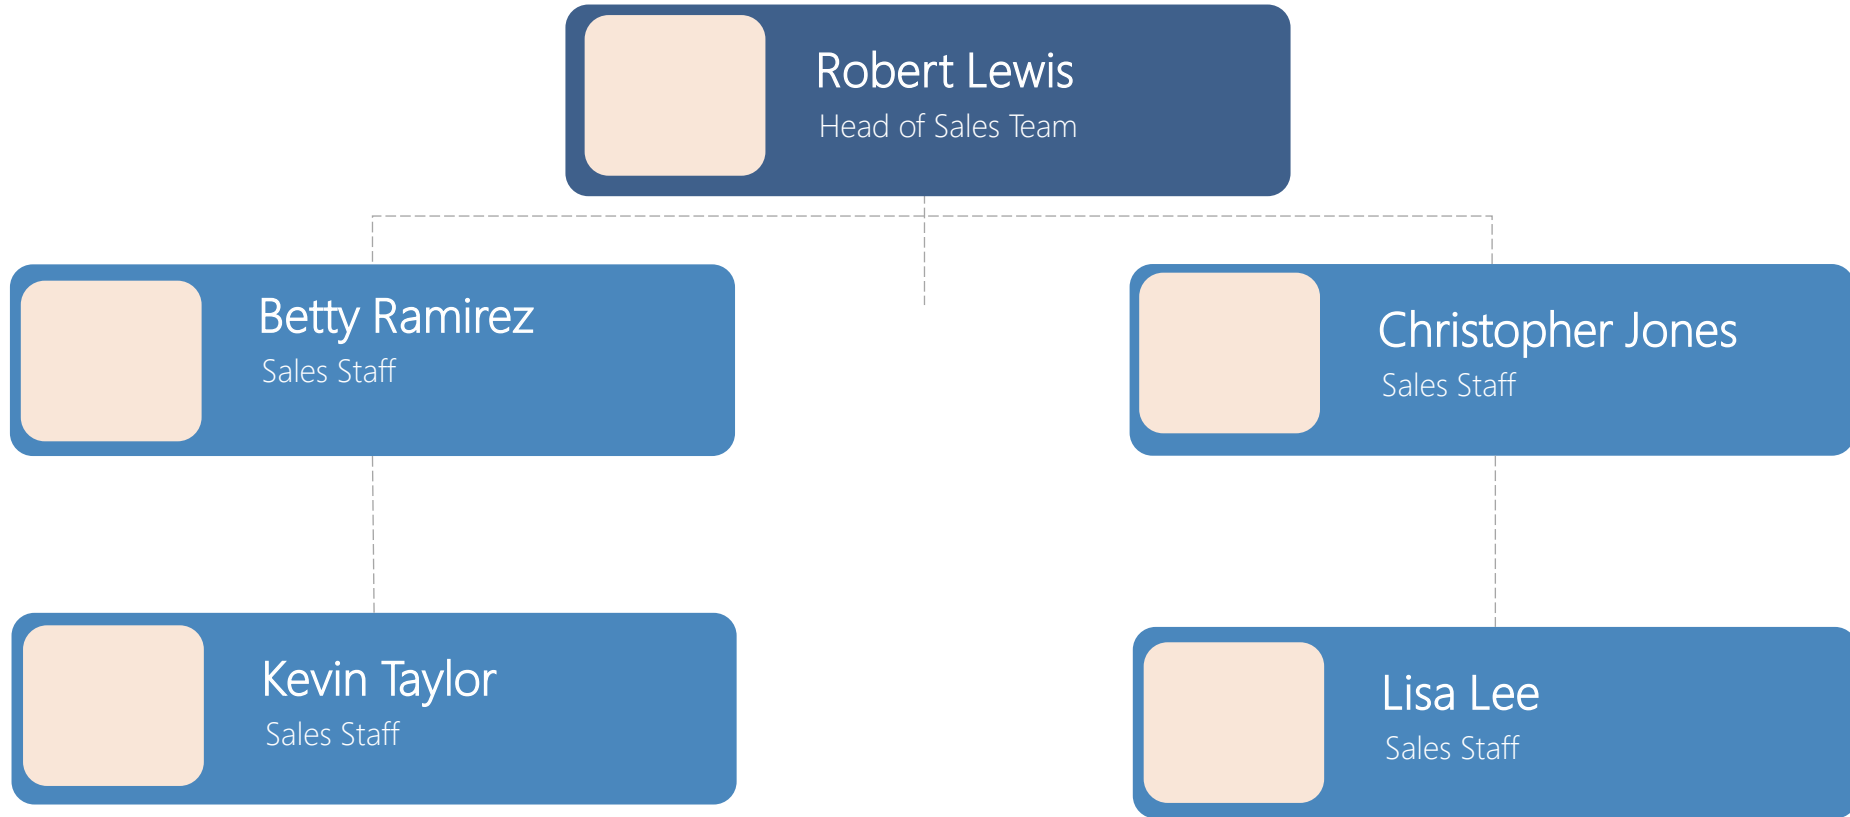 Robert Lewis
Head of Sales Team
Betty Ramirez
Sales Staff
Christopher Jones
Sales Staff
Kevin Taylor
Sales Staff
Lisa Lee
Sales Staff